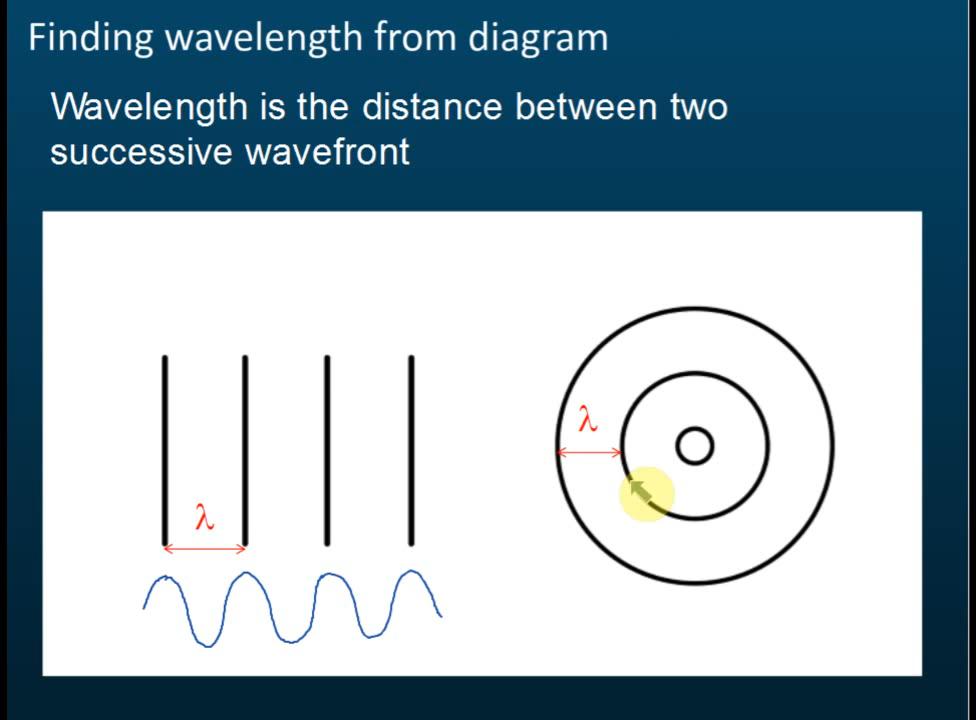 Finding wavelength from diagram
Wavelength is the distance between two
successive wavefront
λ
λ